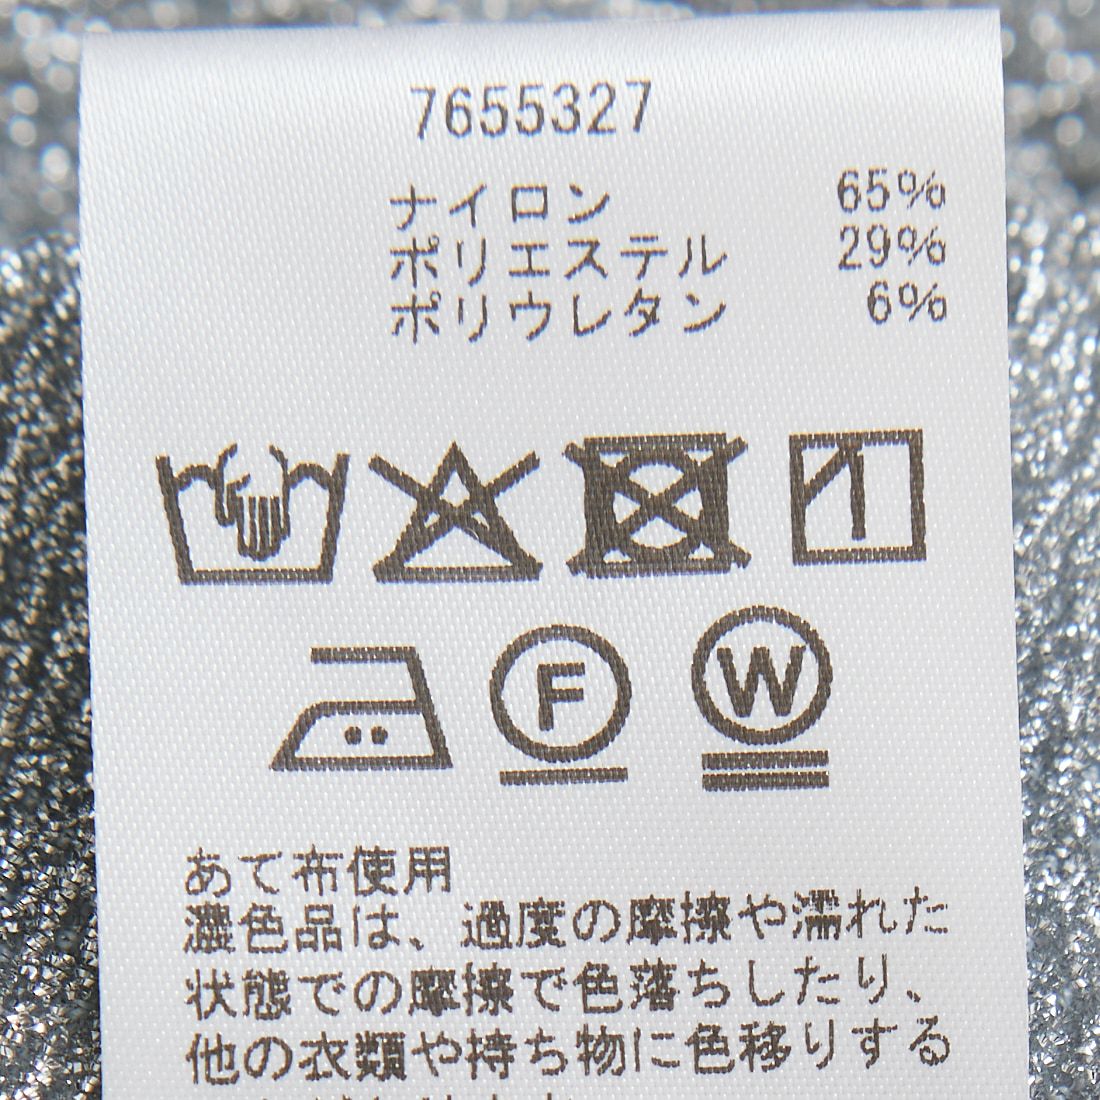 7655327
ナイロン 65%
ポリエステル 29%
ポリウレタン 6%
F
W
あて布使用
濃色品は、過度の摩擦や濡れた
状態での摩擦で色落ちしたり、
他の衣類や持ち物に色移りする